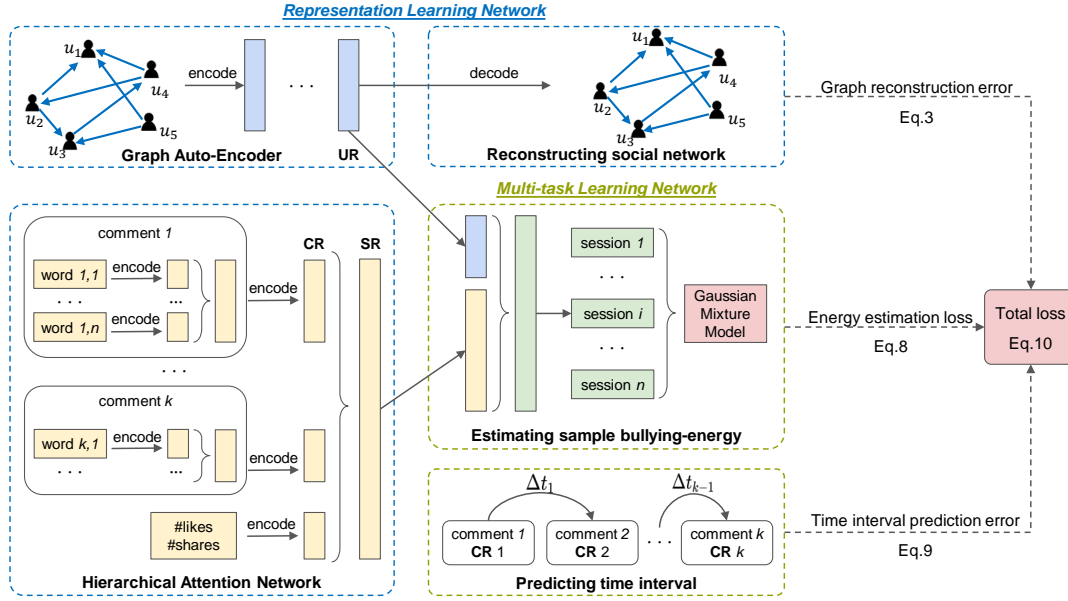 Representation Learning Network
u1
u4
u2
u5
u3
encode
. . .
Graph Auto-Encoder
UR
decode
u1
u4
u2
u5
u3
Reconstructing social network
Graph reconstruction error
Eq.3
Multi-task Learning Network
comment 1
word 1,1
encode
. . .
...
word 1,n
encode
encode
CR
SR
. . .
comment k
word k,1
encode
. . .
...
encode
#likes
#shares
encode
Hierarchical Attention Network
session 1
. . .
session i
. . .
session n
Gaussian
Mixture
Model
Estimating sample bullying-energy
Energy estimation loss
Eq.8
Total loss
Eq.10
Δt1
Δtk−1
comment 1
CR 1
comment 2
CR 2
. . .
comment k
CR k
Predicting time interval
Time interval prediction error
Eq.9